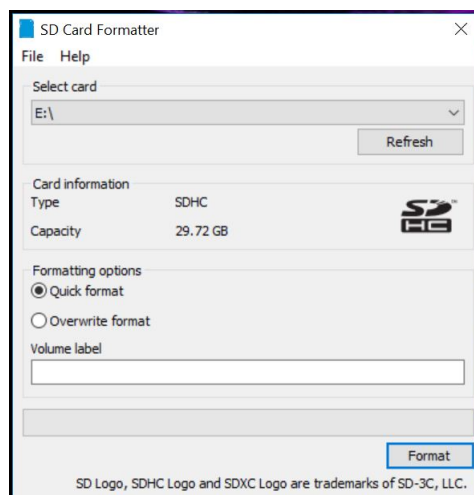 SD Card Formatter
File Help
Select card
E:\
Refresh
Card information
Type SDHC
Capacity 29.72 GB
SD HC
Formatting options
Quick format
Overwrite format
Volume label
Format
SD Logo, SDHC Logo and SDXC Logo are trademarks of SD-3C, LLC.